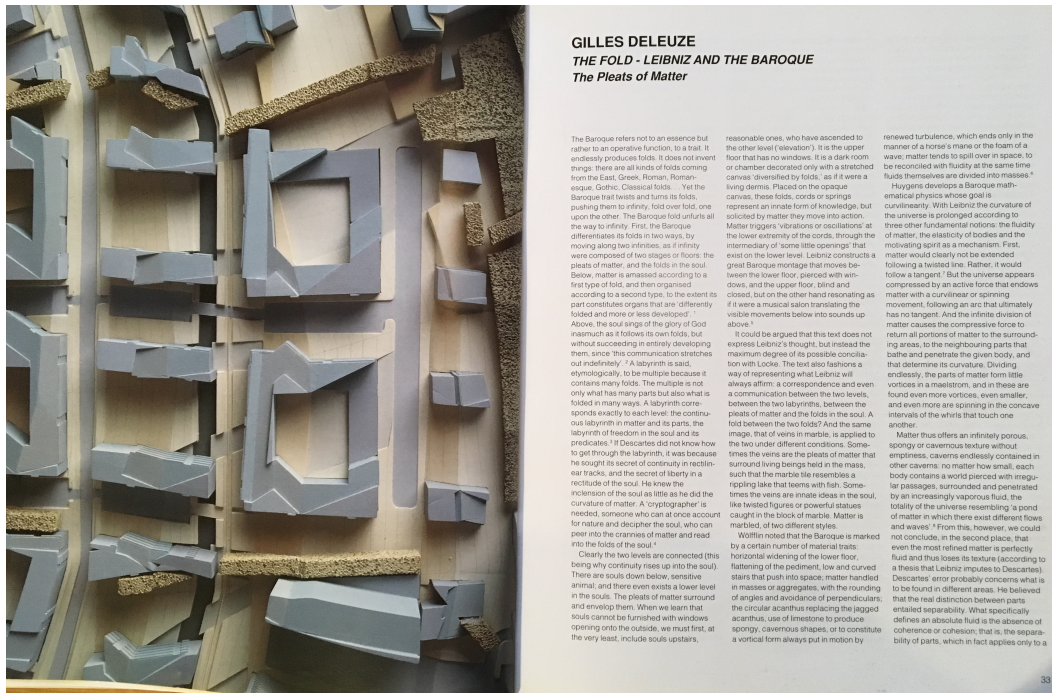 GILLES DELEUZE
THE FOLD - LEIBNIZ AND THE BAROQUE
The Pleats of Matter
The Baroque refers not to an essence but
rather to an operative function, to a trait. It
endlessly produces folds. It does not invent
things: there are all kinds of folds coming
from the East, Greek, Roman, Roman-
esque, Gothic, Classical folds. . . Yet the
Baroque trait twists and turns its folds,
pushing them to infinity, fold over fold, one
upon the other. The Baroque fold unfurls all
the way to infinity. First, the Baroque
differentiates its folds in two ways, by
moving along two infinities, as if infinity
were composed of two stages or floors: the
pleats of matter, and the folds in the soul.
Below, matter is amassed according to a
first type of fold, and then organised
according to a second type, to the extent its
part constitutes organs that are 'differently
folded and more or less developed'. 1
Above, the soul sings of the glory of God
inasmuch as it follows its own folds, but
without succeeding in entirely developing
them, since 'this communication stretches
out indefinitely'. 2 A labyrinth is said,
etymologically, to be multiple because it
contains many folds. The multiple is not
only what has many parts but also what is
folded in many ways. A labyrinth corre-
sponds exactly to each level: the continu-
ous labyrinth in matter and its parts, the
labyrinth of freedom in the soul and its
predicates.3 If Descartes did not know how
to get through the labyrinth, it was because
he sought its secret of continuity in rectilin-
ear tracks, and the secret of liberty in a
rectitude of the soul. He knew the
inclension of the soul as little as he did the
curvature of matter. A 'cryptographer' is
needed, someone who can at once account
for nature and decipher the soul, who can
peer into the crannies of matter and read
into the folds of the soul.4
Clearly the two levels are connected (this
being why continuity rises up into the soul).
There are souls down below, sensitive
animal; and there even exists a lower level
in the souls. The pleats of matter surround
and envelop them. When we learn that
souls cannot be furnished with windows
opening onto the outside, we must first, at
the very least, include souls upstairs,
reasonable ones, who have ascended to
the other level ('elevation'). It is the upper
floor that has no windows. It is a dark room
or chamber decorated only with a stretched
canvas 'diversified by folds,' as if it were a
living dermis. Placed on the opaque
canvas, these folds, cords or springs
represent an innate form of knowledge, but
solicited by matter they move into action.
Matter triggers 'vibrations or oscillations' at
the lower extremity of the cords, through the
intermediary of 'some little openings' that
exist on the lower level. Leibniz constructs a
great Baroque montage that moves be-
tween the lower floor, pierced with win-
dows, and the upper floor, blind and
closed, but on the other hand resonating as
if it were a musical salon translating the
visible movements below into sounds up
above.5
It could be argued that this text does not
express Leibniz's thought, but instead the
maximum degree of its possible concilia-
tion with Locke. The text also fashions a
way of representing what Leibniz will
always affirm: a correspondence and even
a communication between the two levels,
between the two labyrinths, between the
pleats of matter and the folds in the soul. A
fold between the two folds? And the same
image, that of veins in marble, is applied to
the two under different conditions. Some-
times the veins are the pleats of matter that
surround living beings held in the mass,
such that the marble tile resembles a
rippling lake that teems with fish. Some-
times the veins are innate ideas in the soul,
like twisted figures or powerful statues
caught in the block of marble. Matter is
marbled, of two different styles.
Wölfflin noted that the Baroque is marked
by a certain number of material traits:
horizontal widening of the lower floor,
flattening of the pediment, low and curved
stairs that push into space; matter handled
in masses or aggregates, with the rounding
of angles and avoidance of perpendiculars;
the circular acanthus replacing the jagged
acanthus, use of limestone to produce
spongy, cavernous shapes, or to constitute
a vortical form always put in motion by
renewed turbulence, which ends only in the
manner of a horse's mane or the foam of a
wave; matter tends to spill over in space, to
be reconciled with fluidity at the same time
fluids themselves are divided into masses.6
Huygens develops a Baroque math-
ematical physics whose goal is
curvilinearity. With Leibniz the curvature of
the universe is prolonged according to
three other fundamental notions: the fluidity
of matter, the elasticity of bodies and the
motivating spirit as a mechanism. First,
matter would clearly not be extended
following a twisted line. Rather, it would
follow a tangent.7 But the universe appears
compressed by an active force that endows
matter with a curvilinear or spinning
movement, following an arc that ultimately
has no tangent. And the infinite division of
matter causes the compressive force to
return all portions of matter to the surround-
ing areas, to the neighbouring parts that
bathe and penetrate the given body, and
that determine its curvature. Dividing
endlessly, the parts of matter form little
vortices in a maelstrom, and in these are
found even more vortices, even smaller,
and even more are spinning in the concave
intervals of the whirls that touch one
another.
Matter thus offers an infinitely porous,
spongy or cavernous texture without
emptiness, caverns endlessly contained in
other caverns: no matter how small, each
body contains a world pierced with irregu-
lar passages, surrounded and penetrated
by an increasingly vaporous fluid, the
totality of the universe resembling 'a pond
of matter in which there exist different flows
and waves'.8 From this, however, we could
not conclude, in the second place, that
even the most refined matter is perfectly
fluid and thus loses its texture (according to
a thesis that Leibniz imputes to Descartes).
Descartes' error probably concerns what is
to be found in different areas. He believed
that the real distinction between parts
entailed separability. What specifically
defines an absolute fluid is the absence of
coherence or cohesion; that is, the separa-
bility of parts, which in fact applies only to a
33